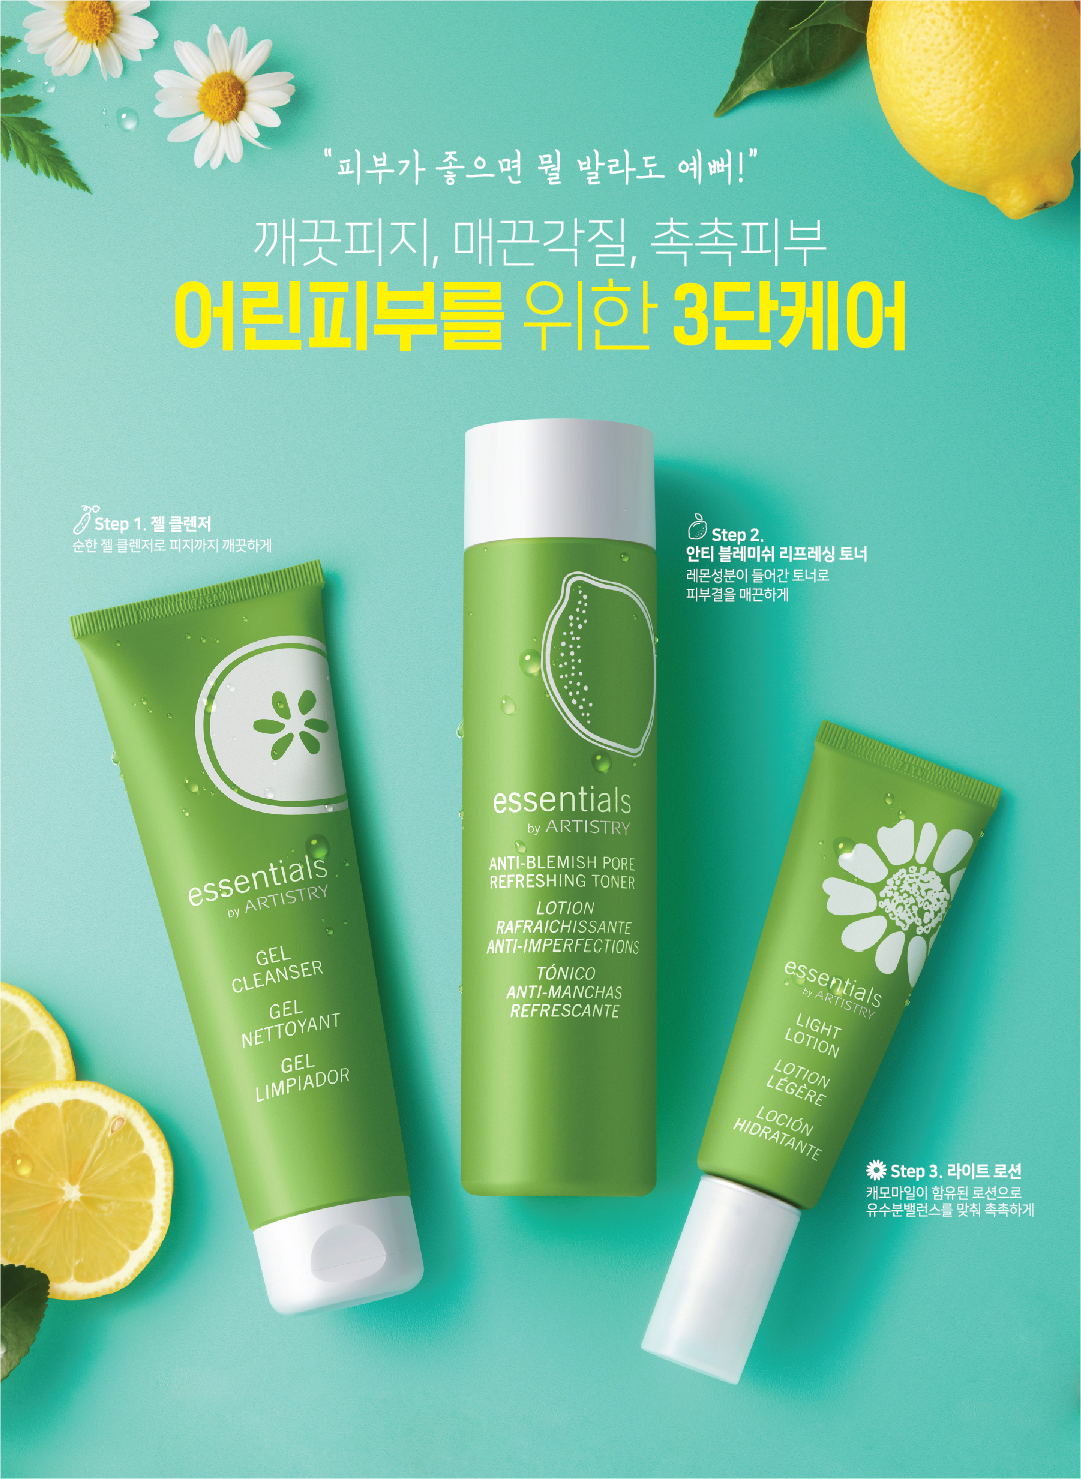 “피부가 좋으면 뭘 발라도 예뻐!”
깨끗피지, 매끈각질, 촉촉피부
어린피부를 위한 3단케어
Step 1. 젤 클렌저
순한 젤 클렌저로 피지까지 깨끗하게
Step 2.
안티 블레미쉬 리프레싱 토너
레몬성분이 들어간 토너로
피부결을 매끈하게
essentials
by ARTISTRY
GEL
CLEANSER
GEL
NETTOYANT
GEL
LIMPIADOR
essentials
by ARTISTRY
ANTI-BLEMISH PORE
REFRESHING TONER
LOTION
RAFRAICHISSANTE
ANTI-IMPERFECTIONS
TÓNICO
ANTI-MANCHAS
REFRESCANTE
essentials
by ARTISTRY
LIGHT
LOTION
LOTION
LÉGÈRE
LOCIÓN
HIDRATANTE
Step 3. 라이트 로션
캐모마일이 함유된 로션으로
유수분밸런스를 맞춰 촉촉하게